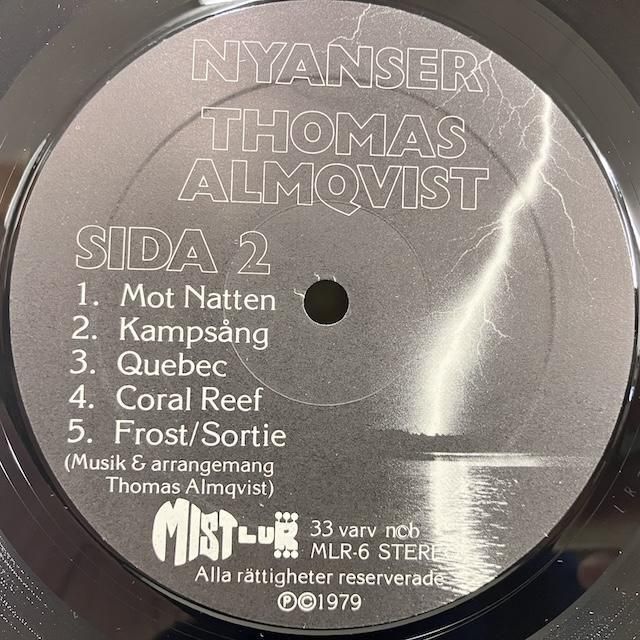 NYANSER
THOMAS
ALMQVIST
SIDA 2
1. Mot Natten
2. Kampsång
3. Quebec
4. Coral Reef
5. Frost/Sortie
(Musik & arrangemang
Thomas Almqvist)
MISTLUR
33 varv ncb
MLR-6 STEREO
Alla rättigheter reserverade
Ⓟ©1979